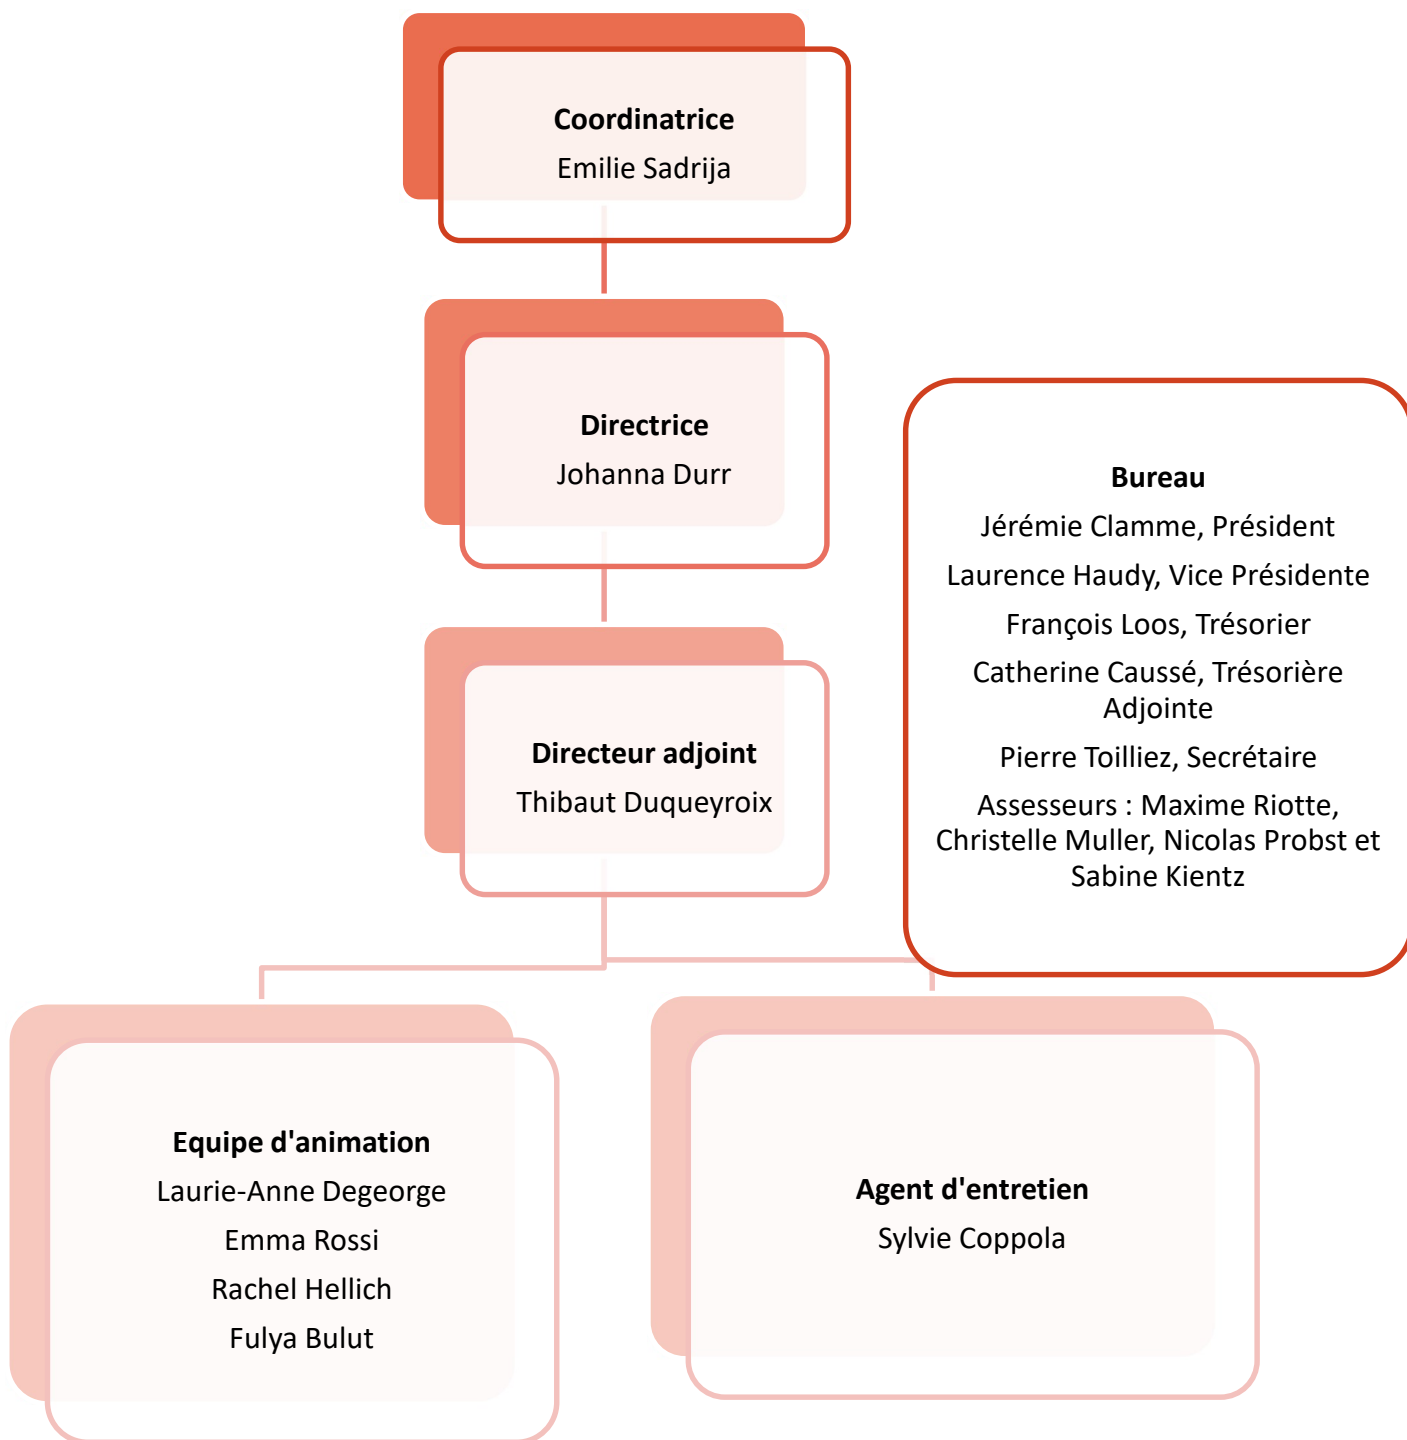 Coordinatrice
Emilie Sadrija
Directrice
Johanna Durr
Directeur adjoint
Thibaut Duqueyroix
Bureau
Jérémie Clamme, Président
Laurence Haudy, Vice Présidente
François Loos, Trésorier
Catherine Caussé, Trésorière
Adjointe
Pierre Toilliez, Secrétaire
Assesseurs : Maxime Riotte,
Christelle Muller, Nicolas Probst et
Sabine Kientz
Equipe d'animation
Laurie-Anne Degeorge
Emma Rossi
Rachel Hellich
Fulya Bulut
Agent d'entretien
Sylvie Coppola